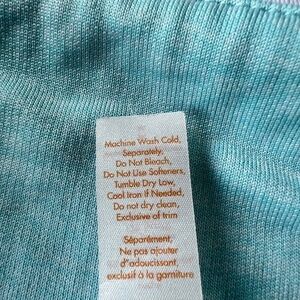 Machine Wash Cold,
Separately,
Do Not Bleach,
Do Not Use Softeners,
Tumble Dry Low,
Cool Iron If Needed,
Do not dry clean,
Exclusive of trim
Séparément,
Ne pas ajouter
d'adoucissant,
exclusif à la garniture